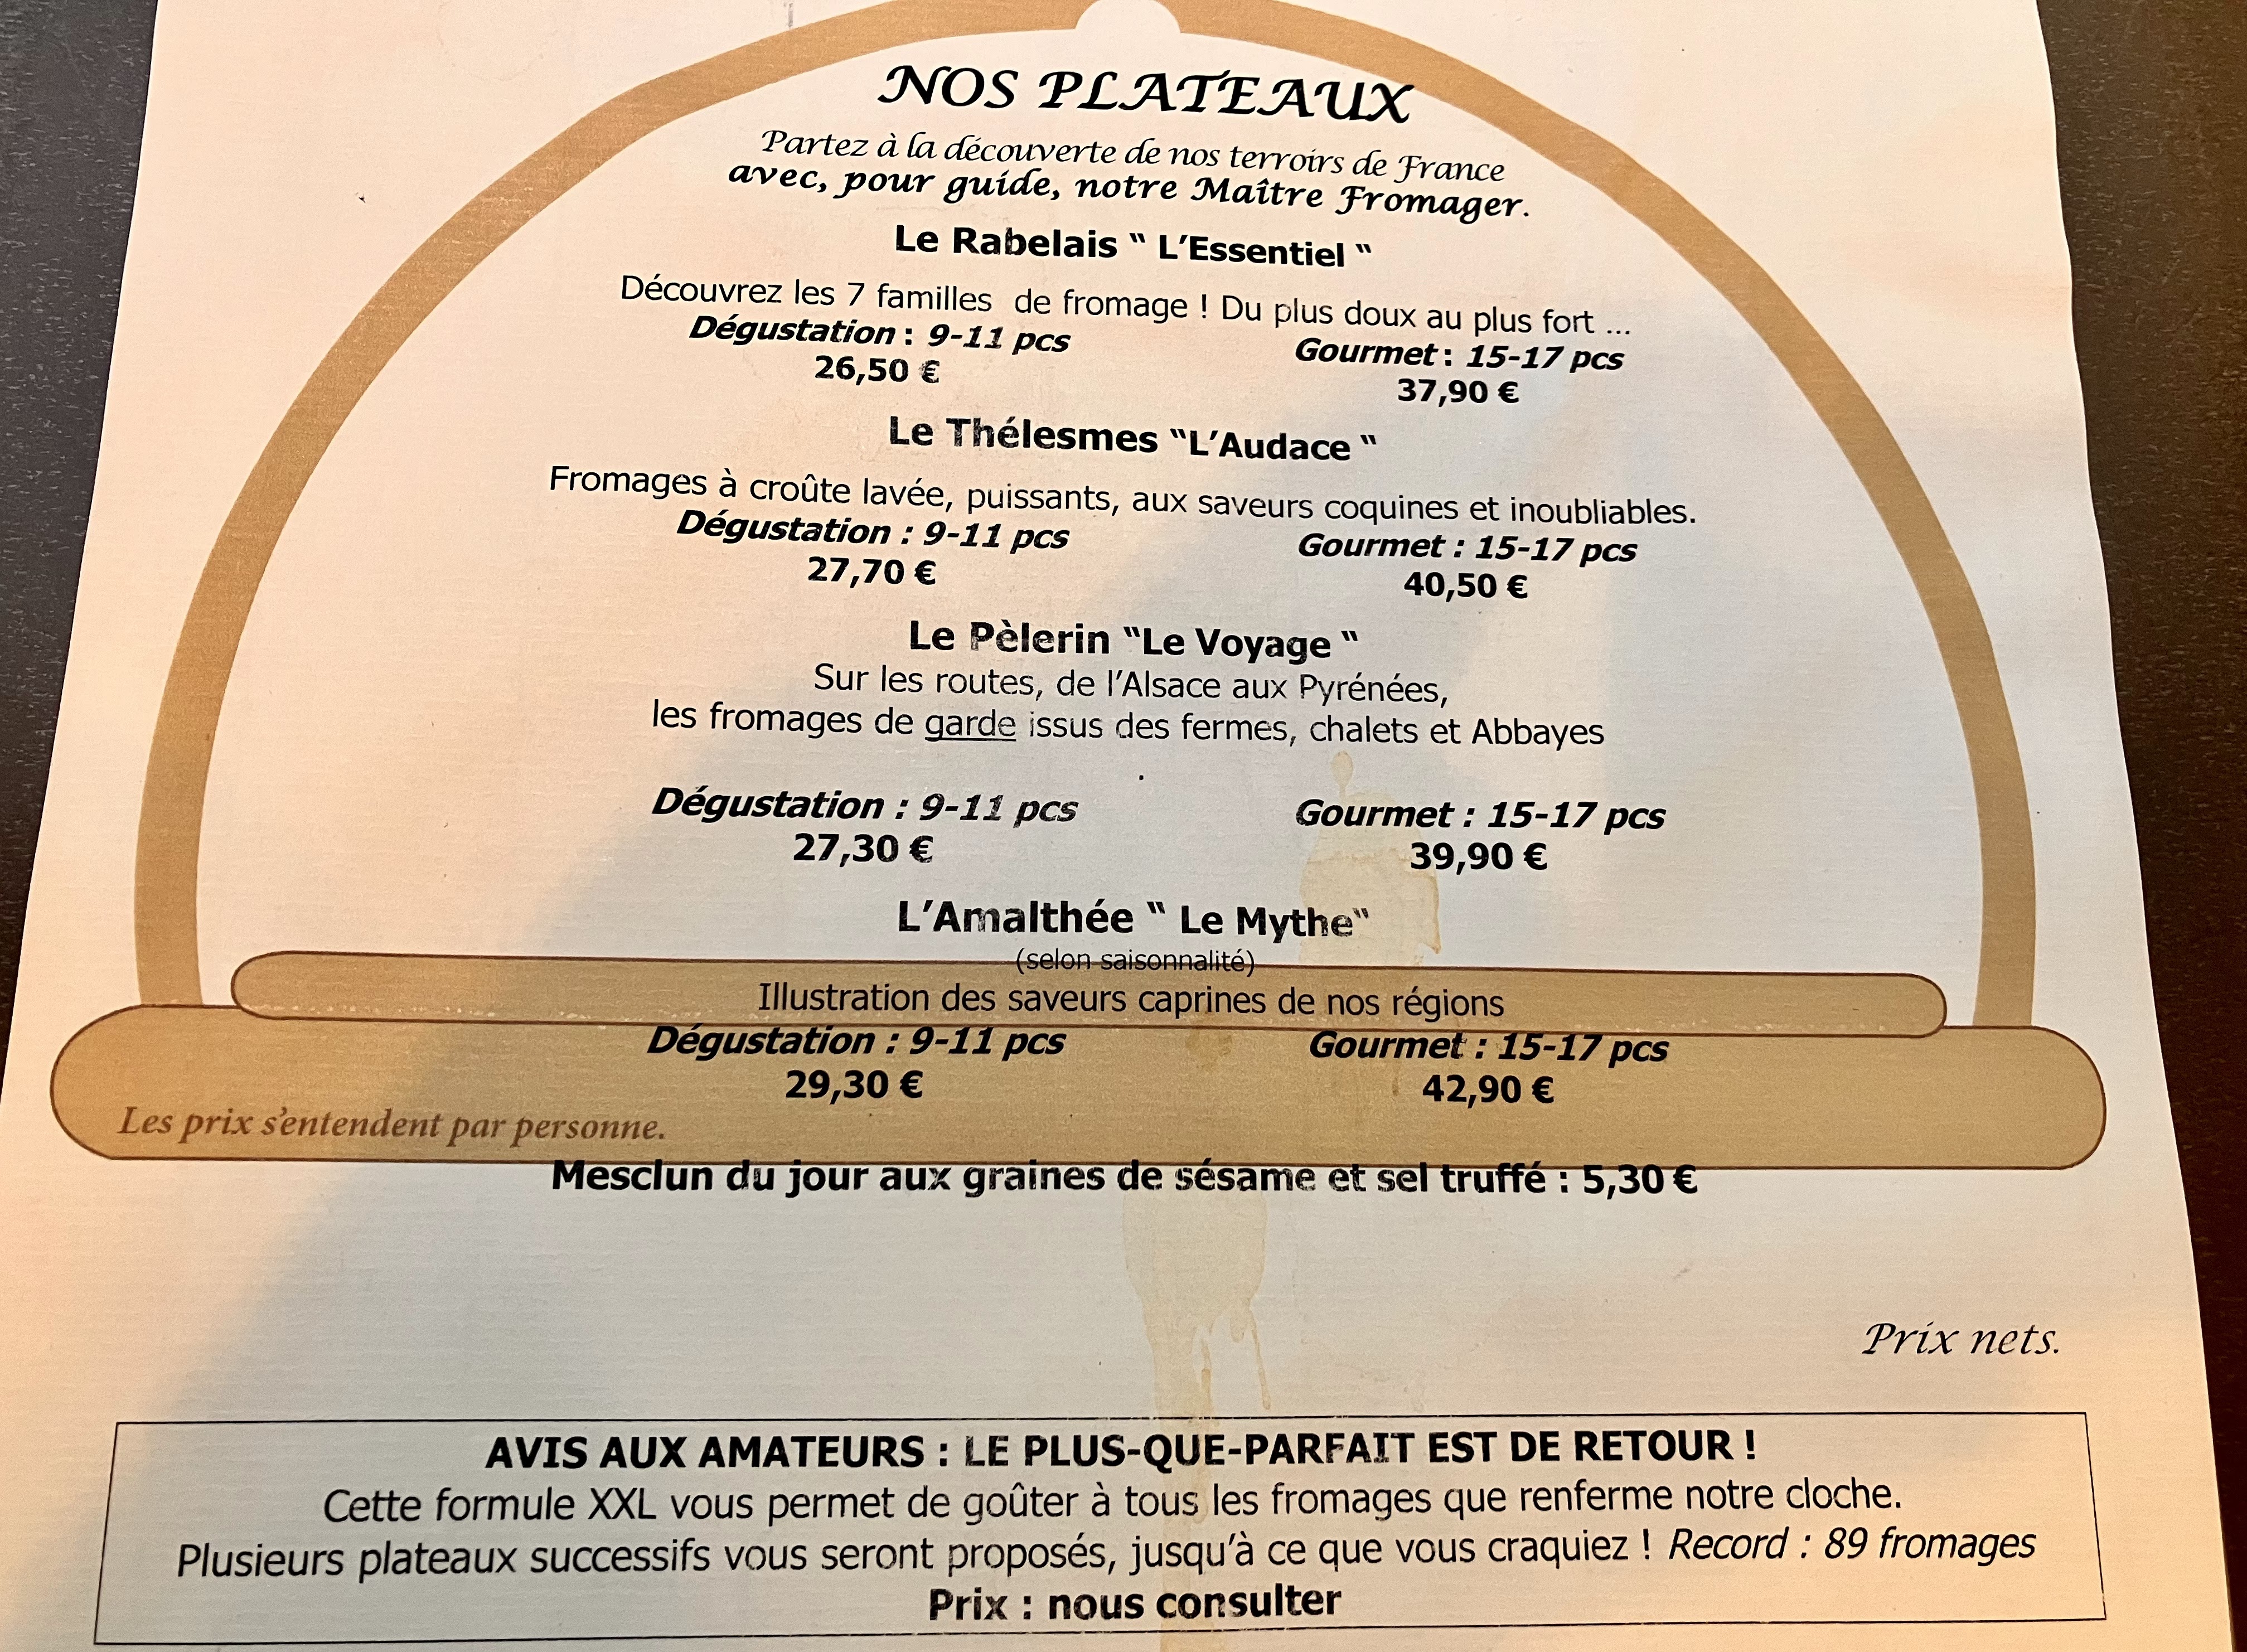 NOS PLATEAUX
Partez à la découverte de nos terroirs de France
avec, pour guide, notre Maître Fromager.
Le Rabelais “ L’Essentiel “
Découvrez les 7 familles de fromage ! Du plus doux au plus fort ...
Dégustation : 9-11 pcs Gourmet : 15-17 pcs
26,50 € 37,90 €
Le Thélesmes “L’Audace “
Fromages à croûte lavée, puissants, aux saveurs coquines et inoubliables.
Dégustation : 9-11 pcs Gourmet : 15-17 pcs
27,70 € 40,50 €
Le Pèlerin “Le Voyage “
Sur les routes, de l’Alsace aux Pyrénées,
les fromages de garde issus des fermes, chalets et Abbayes
.
Dégustation : 9-11 pcs Gourmet : 15-17 pcs
27,30 € 39,90 €
L’Amalthée “ Le Mythe“
(selon saisonnalité)
Illustration des saveurs caprines de nos régions
Dégustation : 9-11 pcs Gourmet : 15-17 pcs
29,30 € 42,90 €
Les prix s’entendent par personne.
Mesclun du jour aux graines de sésame et sel truffé : 5,30 €
Prix nets.
AVIS AUX AMATEURS : LE PLUS-QUE-PARFAIT EST DE RETOUR !
Cette formule XXL vous permet de goûter à tous les fromages que renferme notre cloche.
Plusieurs plateaux successifs vous seront proposés, jusqu’à ce que vous craquiez ! Record : 89 fromages
Prix : nous consulter